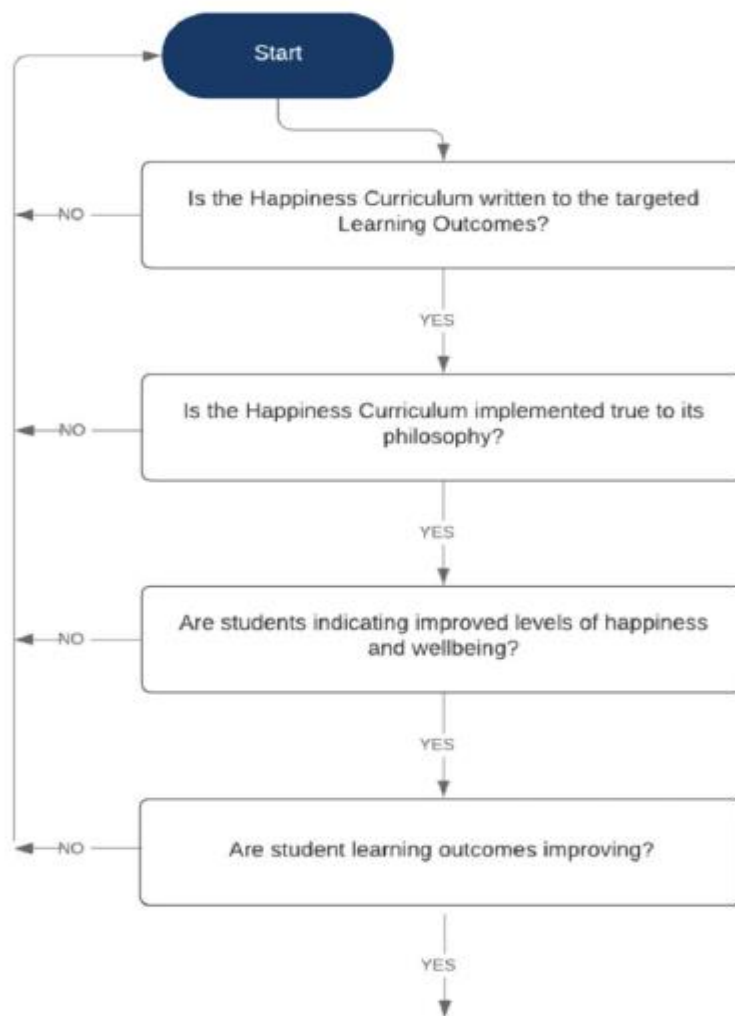 Start
Is the Happiness Curriculum written to the targeted
Learning Outcomes?
NO
YES
Is the Happiness Curriculum implemented true to its
philosophy?
NO
YES
Are students indicating improved levels of happiness
and wellbeing?
NO
YES
Are student learning outcomes improving?
NO
YES